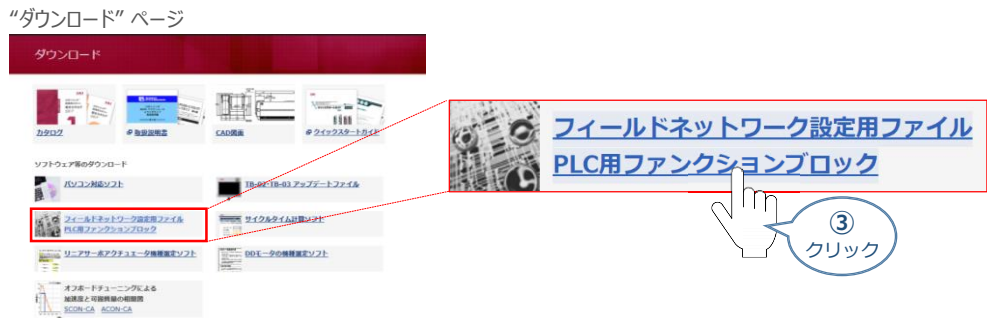 “ダウンロード” ページ
ダウンロード
カタログ
取扱説明書
CAD図面
クイックスタートガイド
ソフトウェア等のダウンロード
パソコン対応ソフト
TB-02・TB-03 アップデートファイル
フィールドネットワーク設定用ファイル
PLC用ファンクションブロック
サイクルタイム計算ソフト
リニアサーボアクチュエータ機種選定ソフト
DDモータの機種選定ソフト
オフボードチューニングによる
加速度と可搬質量の相関図
SCON-CA ACON-CA
フィールドネットワーク設定用ファイル
PLC用ファンクションブロック
③
クリック